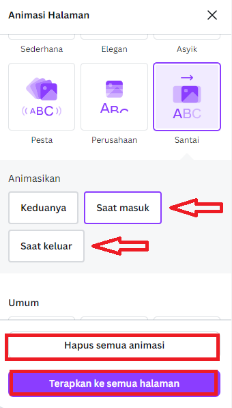 Animasi Halaman
Sederhana Elegan Asyik
ABC ABC ABC
Pesta Perusahaan Santai
Animasikan
Keduanya Saat masuk
Saat keluar
Umum
Hapus semua animasi
Terapkan ke semua halaman